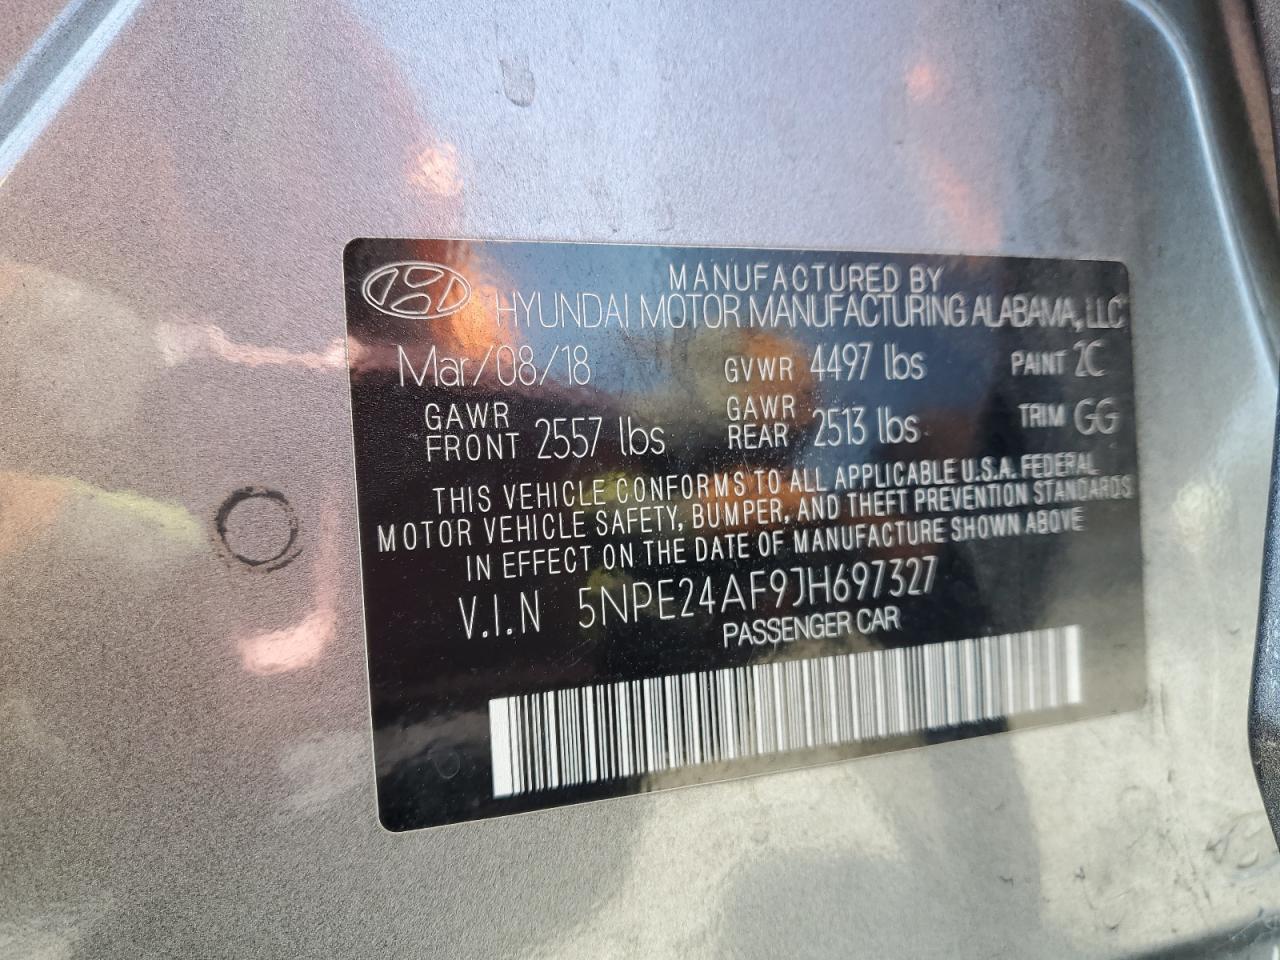 MANUFACTURED BY
HYUNDAI MOTOR MANUFACTURING ALABAMA, LLC
Mar/08/18 GVWR 4497 lbs PAINT 2C
GAWR FRONT 2557 lbs GAWR REAR 2513 lbs TRIM GG
THIS VEHICLE CONFORMS TO ALL APPLICABLE U.S.A. FEDERAL
MOTOR VEHICLE SAFETY, BUMPER, AND THEFT PREVENTION STANDARDS
IN EFFECT ON THE DATE OF MANUFACTURE SHOWN ABOVE
V.I.N 5NPE24AF9JH697327
PASSENGER CAR